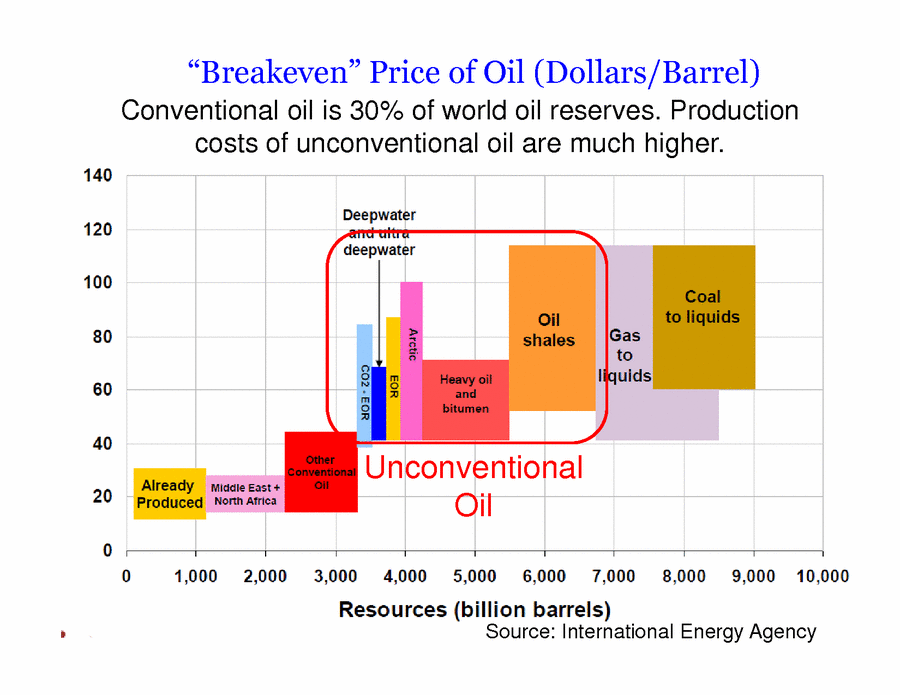 “Breakeven” Price of Oil (Dollars/Barrel)
Conventional oil is 30% of world oil reserves. Production
costs of unconventional oil are much higher.
140
120
100
80
60
40
20
0
Deepwater
and ultra
deepwater
Already
Produced
Middle East +
North Africa
Other
Conventional
Oil
CO2 - EOR
EOR
Arctic
Heavy oil
and
bitumen
Oil
shales
Gas
to
liquids
Coal
to liquids
Unconventional
Oil
0 1,000 2,000 3,000 4,000 5,000 6,000 7,000 8,000 9,000 10,000
Resources (billion barrels)
Source: International Energy Agency